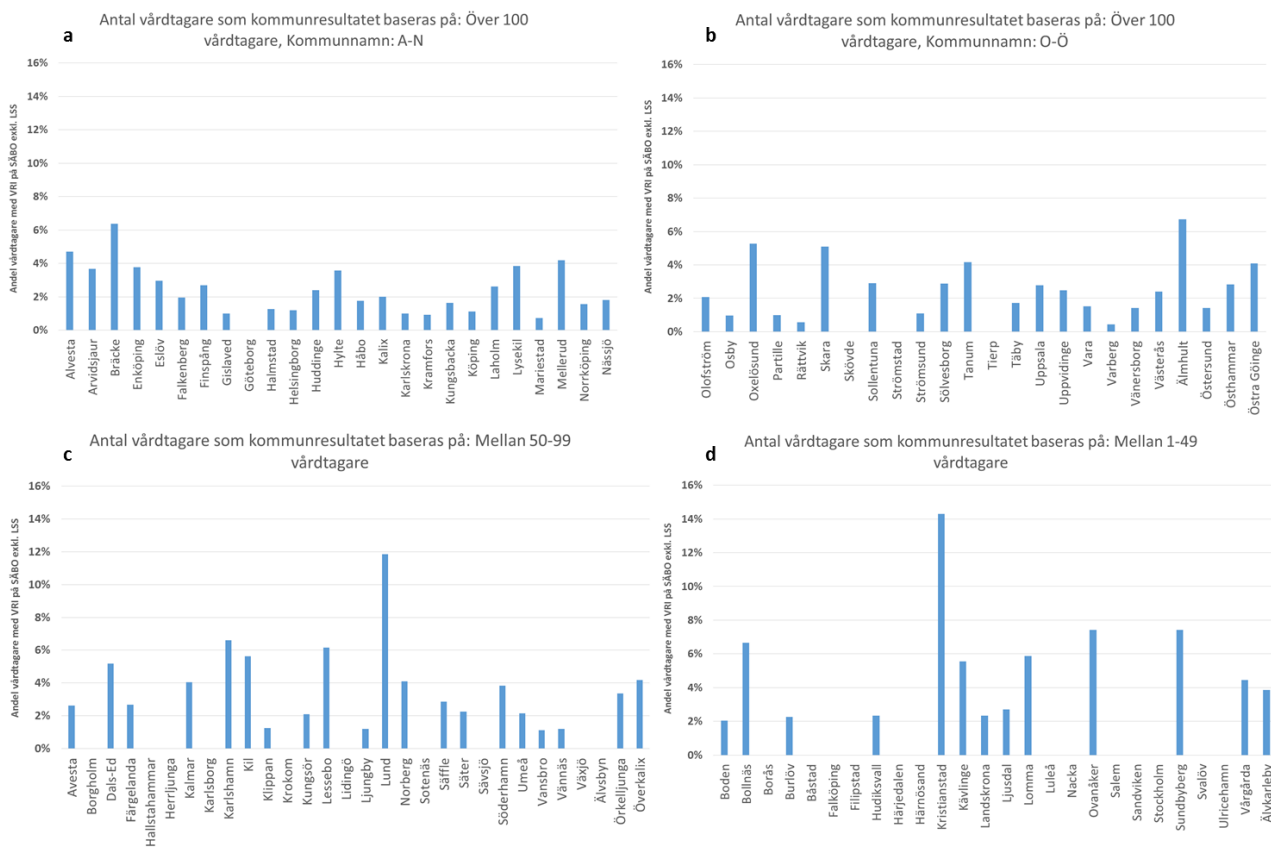 a
Antal vårdtagare som kommunresultatet baseras på: Över 100
vårdtagare, Kommunnamn: A-N
Andel vårdtagare med VRI på SÄBO exkl. LSS
16%
14%
12%
10%
8%
6%
4%
2%
0%
Alvesta
Arvidsjaur
Bräcke
Enköping
Eslöv
Falkenberg
Finspång
Gislaved
Göteborg
Halmstad
Helsingborg
Huddinge
Hylte
Håbo
Kalix
Karlskrona
Kramfors
Kungsbacka
Köping
Laholm
Lysekil
Mariestad
Mellerud
Norrköping
Nässjö
b
Antal vårdtagare som kommunresultatet baseras på: Över 100
vårdtagare, Kommunnamn: O-Ö
Andel vårdtagare med VRI på SÄBO exkl. LSS
16%
14%
12%
10%
8%
6%
4%
2%
0%
Olofström
Osby
Oxelösund
Partille
Rättvik
Skara
Skövde
Sollentuna
Strömstad
Strömsund
Sölvesborg
Tanum
Tierp
Täby
Uppsala
Uppvidinge
Vara
Varberg
Vänersborg
Västerås
Älmhult
Östersund
Östhammar
Östra Göinge
c
Antal vårdtagare som kommunresultatet baseras på: Mellan 50-99
vårdtagare
Andel vårdtagare med VRI på SÄBO exkl. LSS
16%
14%
12%
10%
8%
6%
4%
2%
0%
Avesta
Borgholm
Dals-Ed
Färgelanda
Hallstahammar
Herrljunga
Kalmar
Karlsborg
Karlshamn
Kil
Klippan
Krokom
Kungsör
Lessebo
Lidingö
Ljungby
Lund
Norberg
Sotenäs
Säffle
Säter
Sävsjö
Söderhamn
Umeå
Vansbro
Vännäs
Växjö
Älvsbyn
Örkelljunga
Överkalix
d
Antal vårdtagare som kommunresultatet baseras på: Mellan 1-49
vårdtagare
Andel vårdtagare med VRI på SÄBO exkl. LSS
16%
14%
12%
10%
8%
6%
4%
2%
0%
Boden
Bollnäs
Borås
Burlöv
Båstad
Falköping
Filipstad
Hudiksvall
Härjedalen
Härnösand
Kristianstad
Kävlinge
Landskrona
Ljusdal
Lomma
Luleå
Nacka
Ovanåker
Salem
Sandviken
Stockholm
Sundbyberg
Svalöv
Ulricehamn
Vårgårda
Älvkarleby